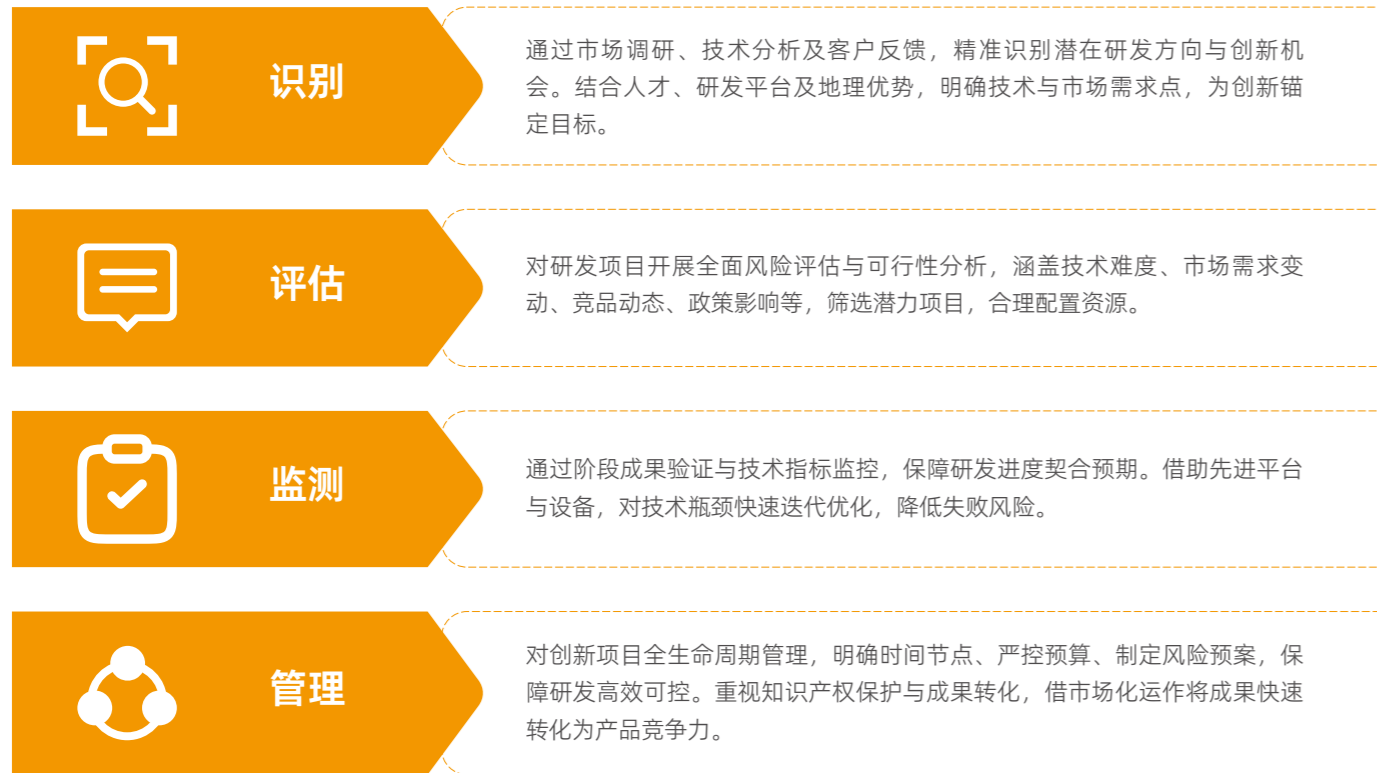 识别
通过市场调研、技术分析及客户反馈，精准识别潜在研发方向与创新机
会。结合人才、研发平台及地理优势，明确技术与市场需求点，为创新锚
定目标。
评估
对研发项目开展全面风险评估与可行性分析，涵盖技术难度、市场需求变
动、竞品动态、政策影响等，筛选潜力项目，合理配置资源。
监测
通过阶段成果验证与技术指标监控，保障研发进度契合预期。借助先进平台
与设备，对技术瓶颈快速迭代优化，降低失败风险。
管理
对创新项目全生命周期管理，明确时间节点、严控预算、制定风险预案，保
障研发高效可控。重视知识产权保护与成果转化，借市场化运作将成果快速
转化为产品竞争力。